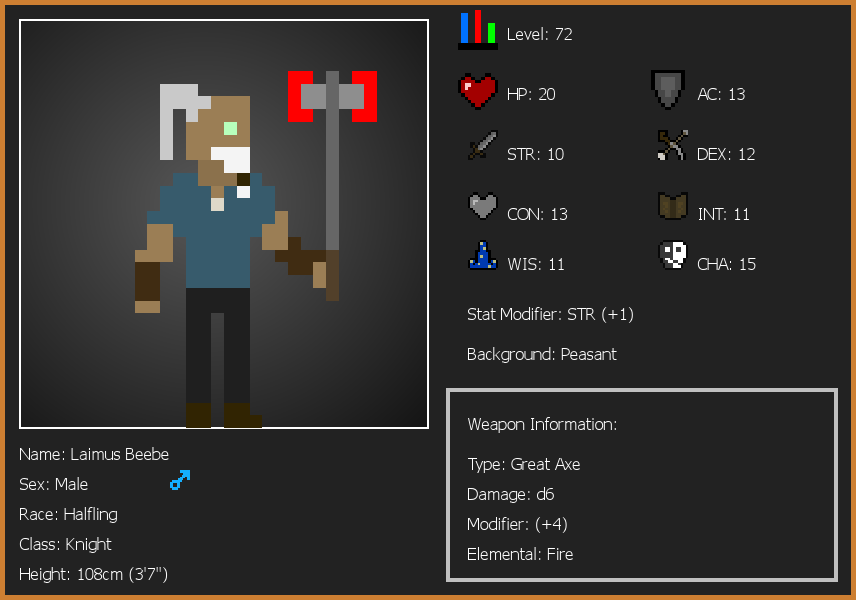 Level: 72
HP: 20
AC: 13
STR: 10
DEX: 12
CON: 13
INT: 11
WIS: 11
CHA: 15
Stat Modifier: STR (+1)
Background: Peasant
Weapon Information:
Type: Great Axe
Damage: d6
Modifier: (+4)
Elemental: Fire
Name: Laimus Beebe
Sex: Male
Race: Halfling
Class: Knight
Height: 108cm (3'7")